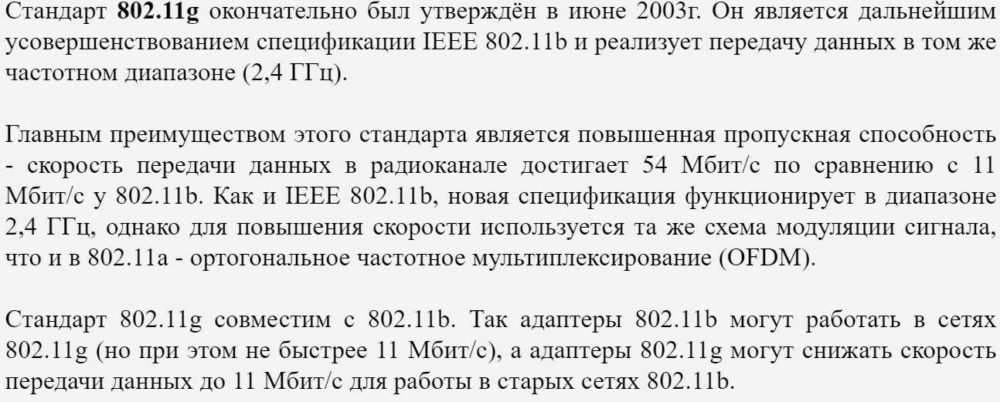 Стандарт 802.11g окончательно был утверждён в июне 2003г. Он является дальнейшим
усовершенствованием спецификации IEEE 802.11b и реализует передачу данных в том же
частотном диапазоне (2,4 ГГц).
Главным преимуществом этого стандарта является повышенная пропускная способность
- скорость передачи данных в радиоканале достигает 54 Мбит/с по сравнению с 11
Мбит/с у 802.11b. Как и IEEE 802.11b, новая спецификация функционирует в диапазоне
2,4 ГГц, однако для повышения скорости используется та же схема модуляции сигнала,
что и в 802.11a - ортогональное частотное мультиплексирование (OFDM).
Стандарт 802.11g совместим с 802.11b. Так адаптеры 802.11b могут работать в сетях
802.11g (но при этом не быстрее 11 Мбит/с), а адаптеры 802.11g могут снижать скорость
передачи данных до 11 Мбит/с для работы в старых сетях 802.11b.